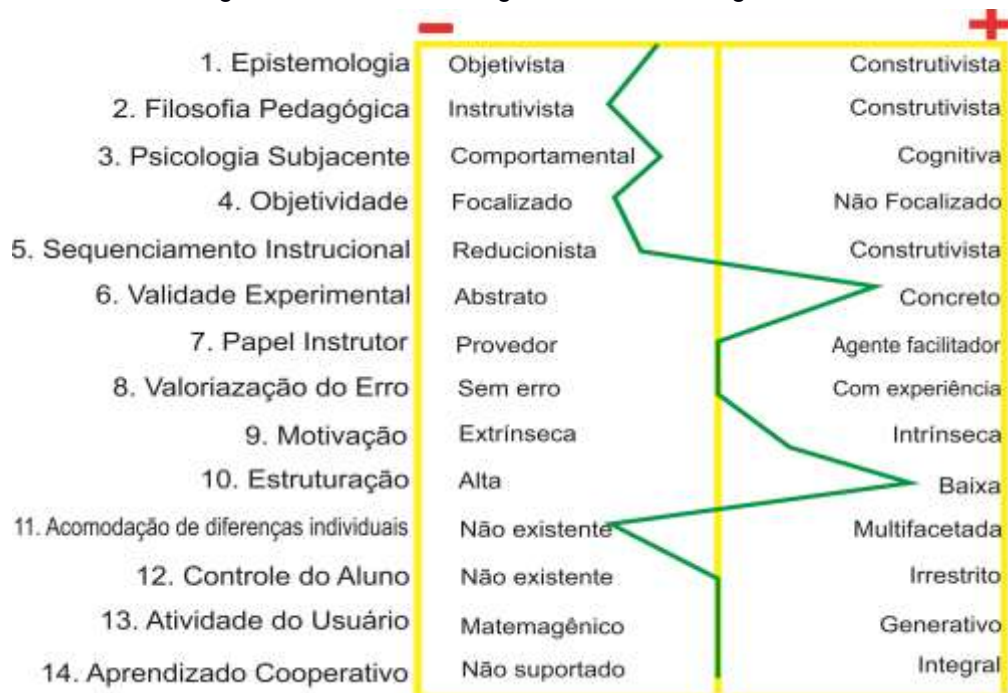 − +
1. Epistemologia Objetivista Construtivista
2. Filosofia Pedagógica Instrutivista Construtivista
3. Psicologia Subjacente Comportamental Cognitiva
4. Objetividade Focalizado Não Focalizado
5. Sequenciamento Instrucional Reducionista Construtivista
6. Validade Experimental Abstrato Concreto
7. Papel Instrutor Provedor Agente facilitador
8. Valoriazação do Erro Sem erro Com experiência
9. Motivação Extrínseca Intrínseca
10. Estruturação Alta Baixa
11. Acomodação de diferenças individuais Não existente Multifacetada
12. Controle do Aluno Não existente Irrestrito
13. Atividade do Usuário Matemagênico Generativo
14. Aprendizado Cooperativo Não suportado Integral